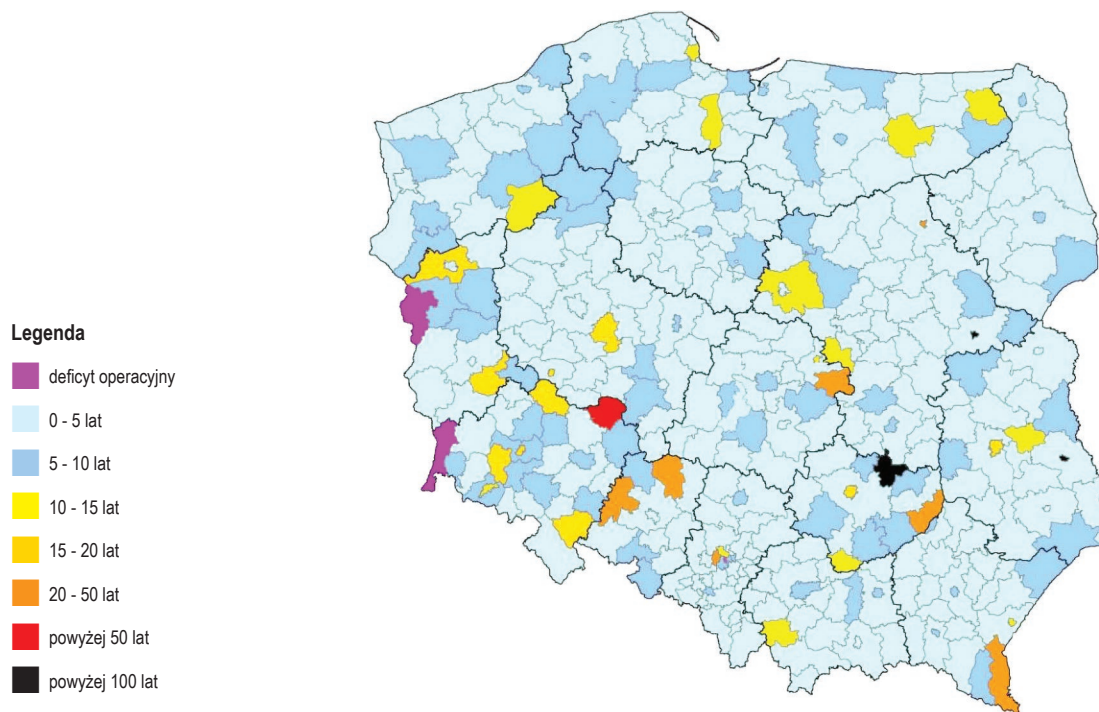 Legenda
deficyt operacyjny
0 - 5 lat
5 - 10 lat
10 - 15 lat
15 - 20 lat
20 - 50 lat
powyżej 50 lat
powyżej 100 lat